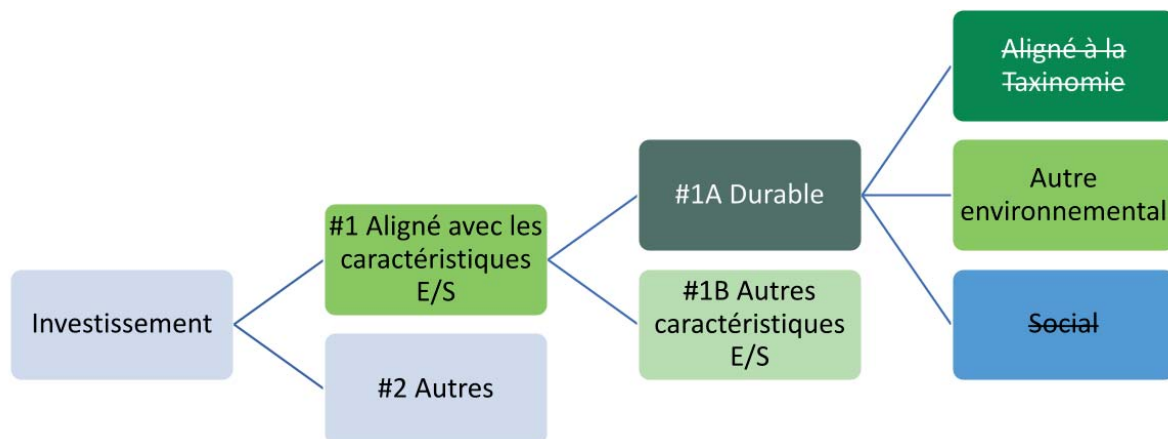 Investissement
#1 Aligné avec les
caractéristiques
E/S
#2 Autres
#1A Durable
#1B Autres
caractéristiques
E/S
Aligné à la
Taxinomie
Autre
environnemental
Social